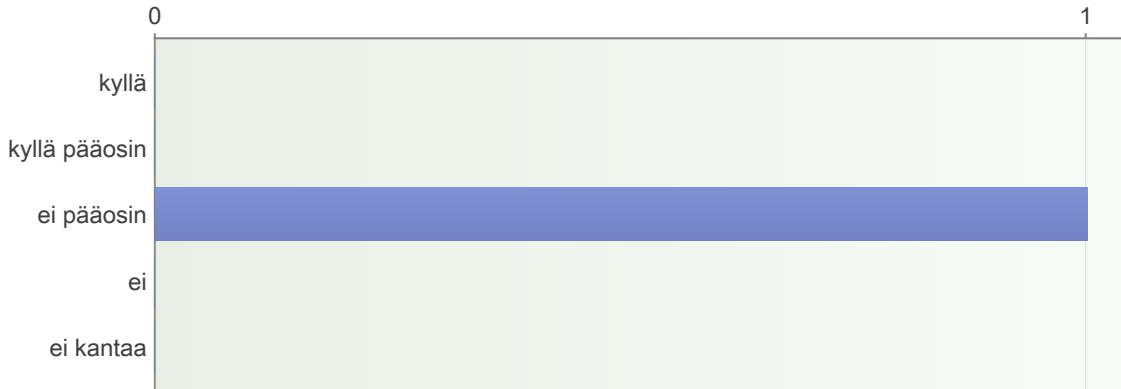 0 1
kyllä
kyllä pääosin
ei pääosin
ei
ei kantaa